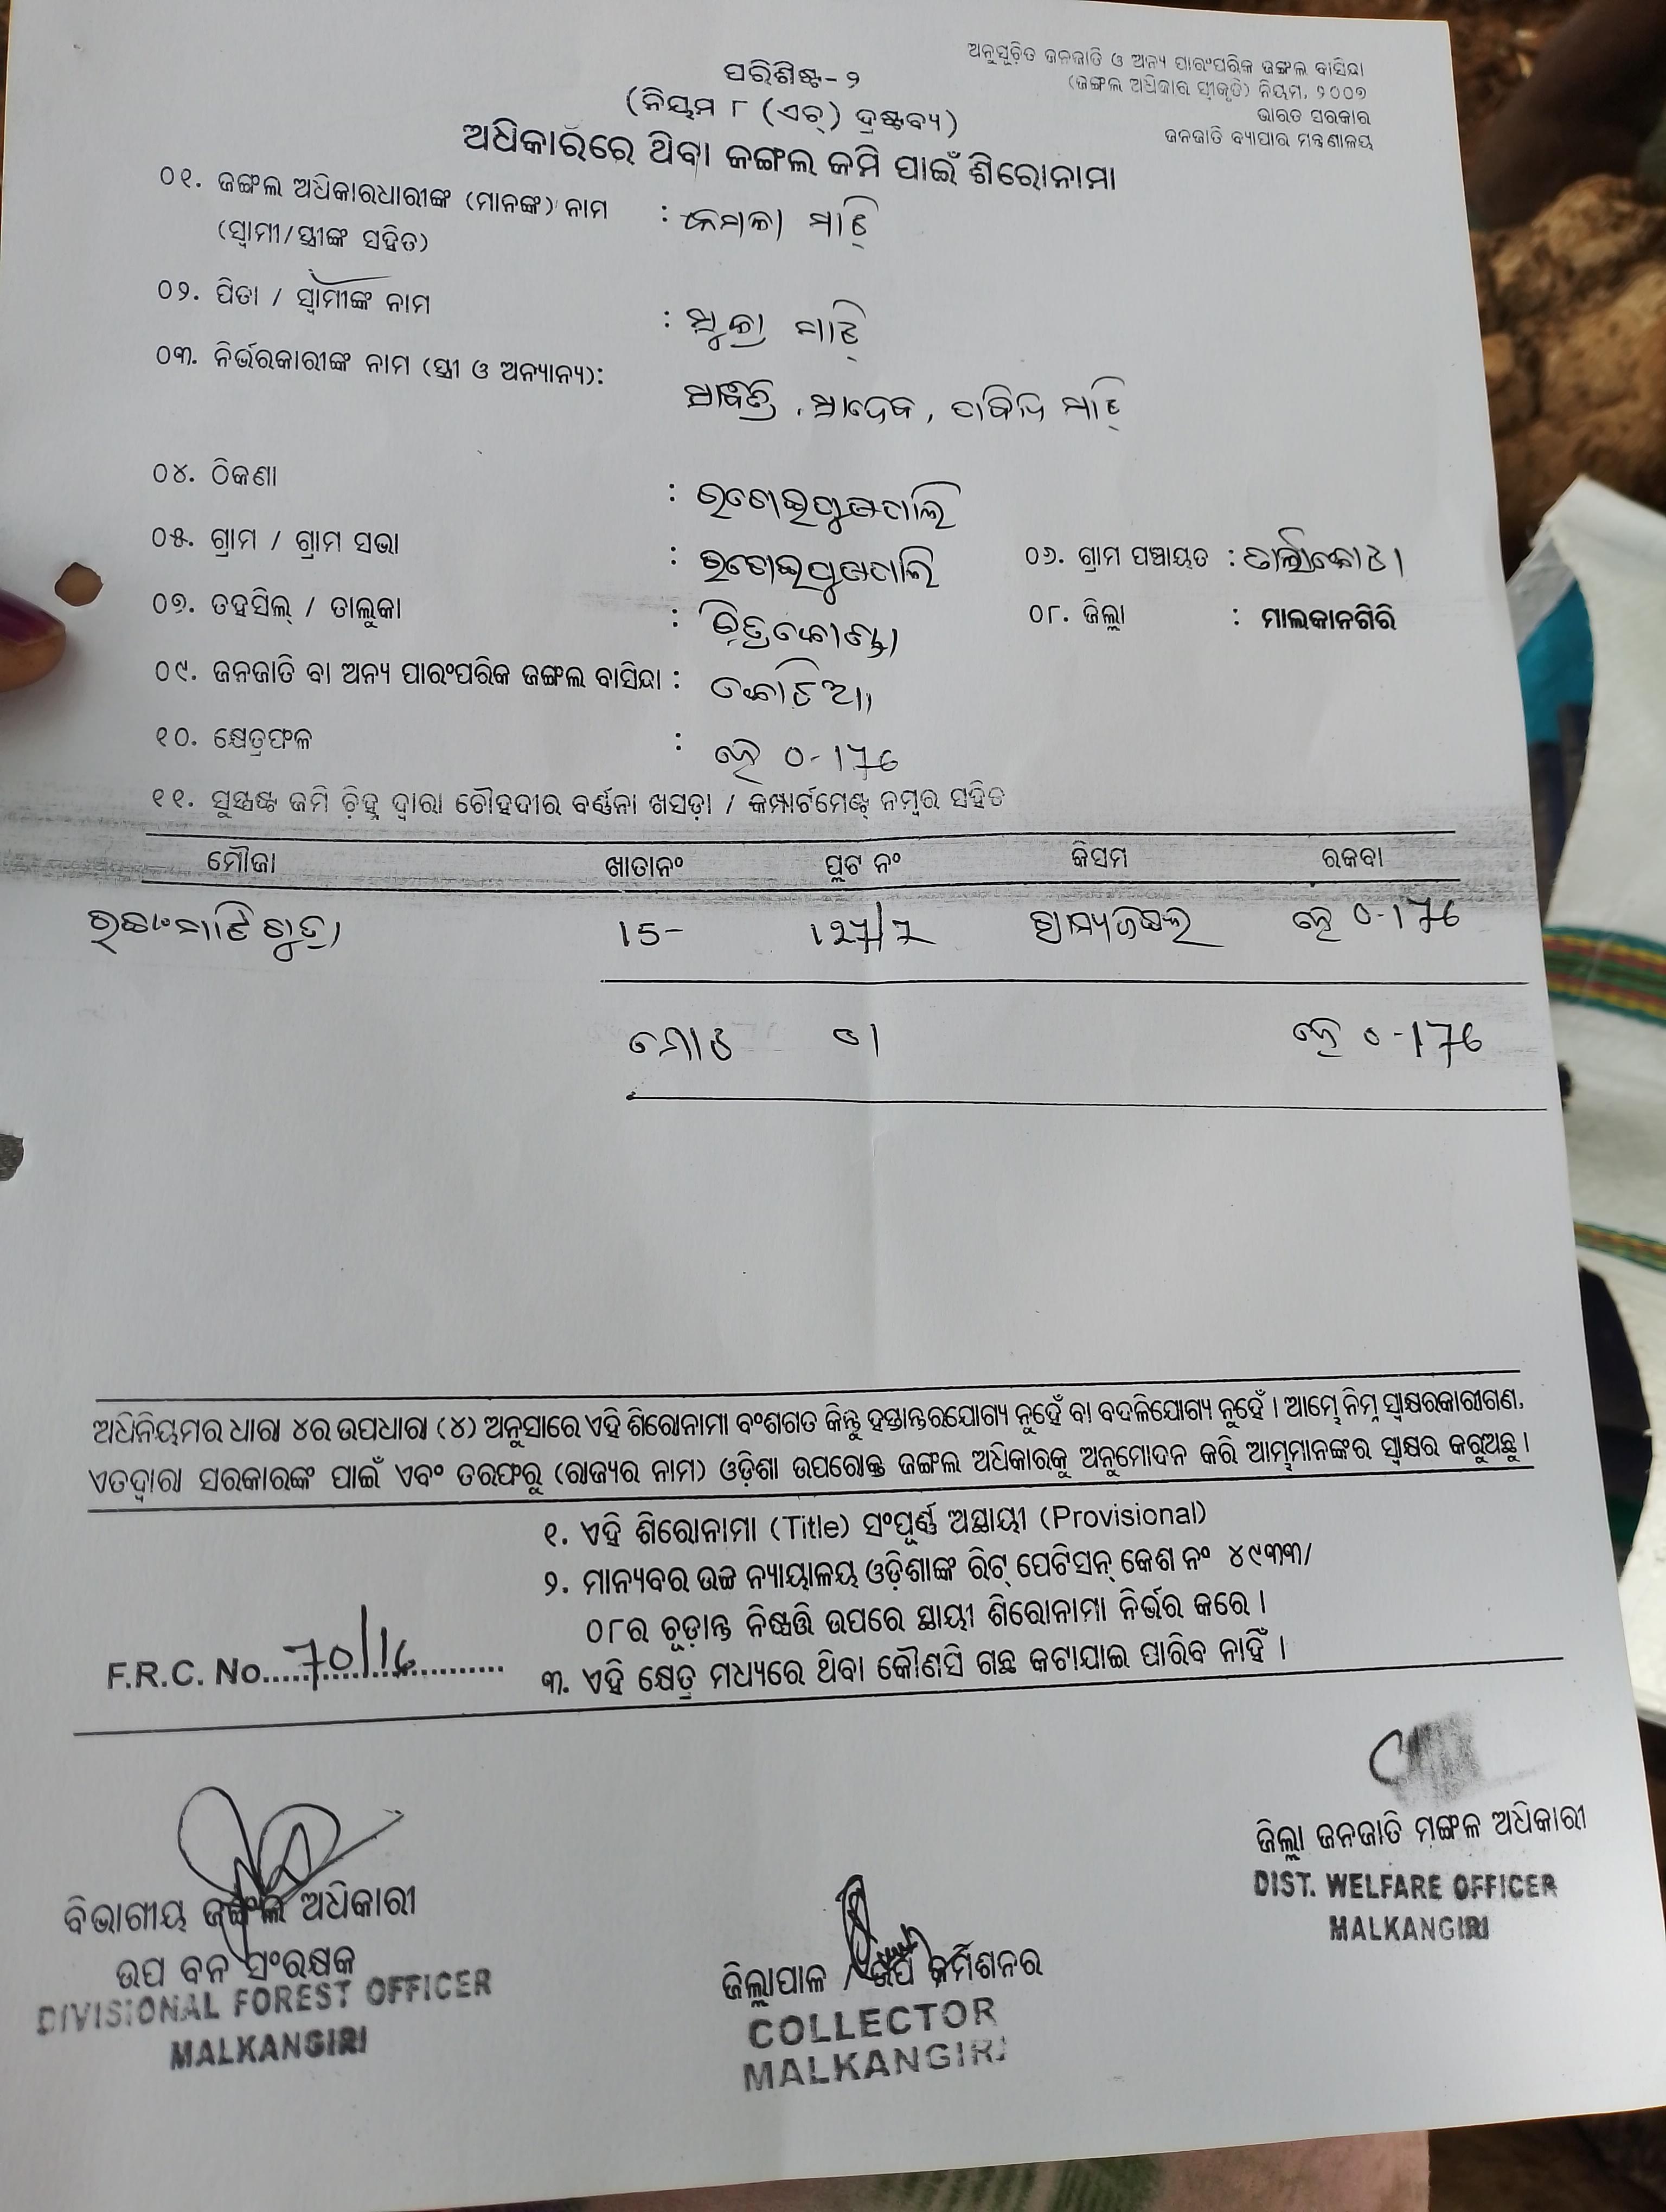 ଅନୁସୂଚିତ ଜନଜାତି ଓ ଅନ୍ୟ ପାରଂପରିକ ଜଙ୍ଗଲ ବାସିନ୍ଦା
(ଜଙ୍ଗଲ ଅଧିକାର ସ୍ୱୀକୃତି) ନିୟମ, ୨୦୦୭
ଭାରତ ସରକାର
ଜନଜାତି ବ୍ୟାପାର ମନ୍ତ୍ରଣାଳୟ
ପରିଶିଷ୍ଟ- ୨
(ନିୟମ ୮ (ଏଚ୍) ଦ୍ରଷ୍ଟବ୍ୟ)
ଅଧିକାରରେ ଥିବା ଜଙ୍ଗଲ ଜମି ପାଇଁ ଶିରୋନାମା
୦୧. ଜଙ୍ଗଲ ଅଧିକାରଧାରୀଙ୍କ (ମାନଙ୍କ) ନାମ :
(ସ୍ୱାମୀ/ସ୍ତ୍ରୀଙ୍କ ସହିତ)
୦୨. ପିତା / ସ୍ୱାମୀଙ୍କ ନାମ :
୦୩. ନିର୍ଭରକାରୀଙ୍କ ନାମ (ସ୍ତ୍ରୀ ଓ ଅନ୍ୟାନ୍ୟ):
୦୪. ଠିକଣା :
୦୫. ଗ୍ରାମ / ଗ୍ରାମ ସଭା : ୦୬. ଗ୍ରାମ ପଞ୍ଚାୟତ :
୦୭. ତହସିଲ୍ / ତାଲୁକା : ଚିତ୍ରକୋଣ୍ଡା ୦୮. ଜିଲ୍ଲା : ମାଲକାନଗିରି
୦୯. ଜନଜାତି ବା ଅନ୍ୟ ପାରଂପରିକ ଜଙ୍ଗଲ ବାସିନ୍ଦା :
୧୦. କ୍ଷେତ୍ରଫଳ : ହେ 0-176
୧୧. ସୁସ୍ପଷ୍ଟ ଜମି ଚିହ୍ନ ଦ୍ୱାରା ଚୌହଦୀର ବର୍ଣ୍ଣନା ଖସଡ଼ା / କମ୍ପାର୍ଟମେଣ୍ଟ୍ ନମ୍ବର ସହିତ
ମୌଜା ଖାତାନଂ ପ୍ଲଟ ନଂ କିସମ ରକବା
15- ଗ୍ରାମ୍ୟଜଙ୍ଗଲ ହେ 0-176
ମୋଟ ହେ 0-176
ଅଧିନିୟମର ଧାରା ୪ର ଉପଧାରା (୪) ଅନୁସାରେ ଏହି ଶିରୋନାମା ବଂଶଗତ କିନ୍ତୁ ହସ୍ତାନ୍ତରଯୋଗ୍ୟ ନୁହେଁ ବା ବଦଳିଯୋଗ୍ୟ ନୁହେଁ । ଆମ୍ଭେ ନିମ୍ନ ସ୍ୱାକ୍ଷରକାରୀଗଣ,
ଏତଦ୍ୱାରା ସରକାରଙ୍କ ପାଇଁ ଏବଂ ତରଫରୁ (ରାଜ୍ୟର ନାମ) ଓଡ଼ିଶା ଉପରୋକ୍ତ ଜଙ୍ଗଲ ଅଧିକାରକୁ ଅନୁମୋଦନ କରି ଆମ୍ଭମାନଙ୍କର ସ୍ୱାକ୍ଷର କରୁଅଛୁ ।
୧. ଏହି ଶିରୋନାମା (Title) ସଂପୂର୍ଣ୍ଣ ଅସ୍ଥାୟୀ (Provisional)
୨. ମାନ୍ୟବର ଉଚ୍ଚ ନ୍ୟାୟାଳୟ ଓଡ଼ିଶାଙ୍କ ରିଟ୍ ପେଟିସନ୍ କେଶ ନଂ ୪୯୩୩/
୦୮ର ଚୂଡ଼ାନ୍ତ ନିଷ୍ପତ୍ତି ଉପରେ ସ୍ଥାୟୀ ଶିରୋନାମା ନିର୍ଭର କରେ ।
୩. ଏହି କ୍ଷେତ୍ର ମଧ୍ୟରେ ଥିବା କୌଣସି ଗଛ କଟାଯାଇ ପାରିବ ନାହିଁ ।
F.R.C. No. 70/16
ବିଭାଗୀୟ ଜଙ୍ଗଲ ଅଧିକାରୀ
ଉପ ବନ ସଂରକ୍ଷକ
DIVISIONAL FOREST OFFICER
MALKANGIRI
ଜିଲ୍ଲାପାଳ / ଉପ କମିଶନର
COLLECTOR
MALKANGIRI
ଜିଲ୍ଲା ଜନଜାତି ମଙ୍ଗଳ ଅଧିକାରୀ
DIST. WELFARE OFFICER
MALKANGIRI